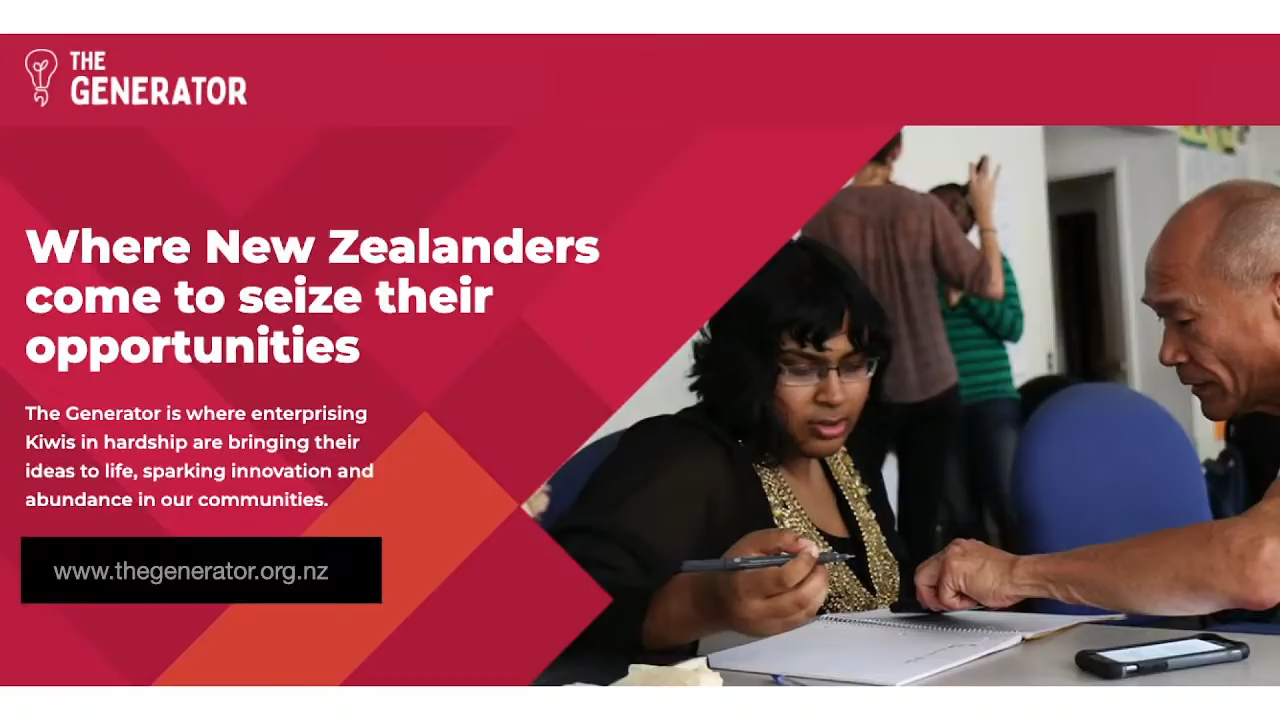 THE
GENERATOR
Where New Zealanders
come to seize their
opportunities
The Generator is where enterprising
Kiwis in hardship are bringing their
ideas to life, sparking innovation and
abundance in our communities.
www.thegenerator.org.nz